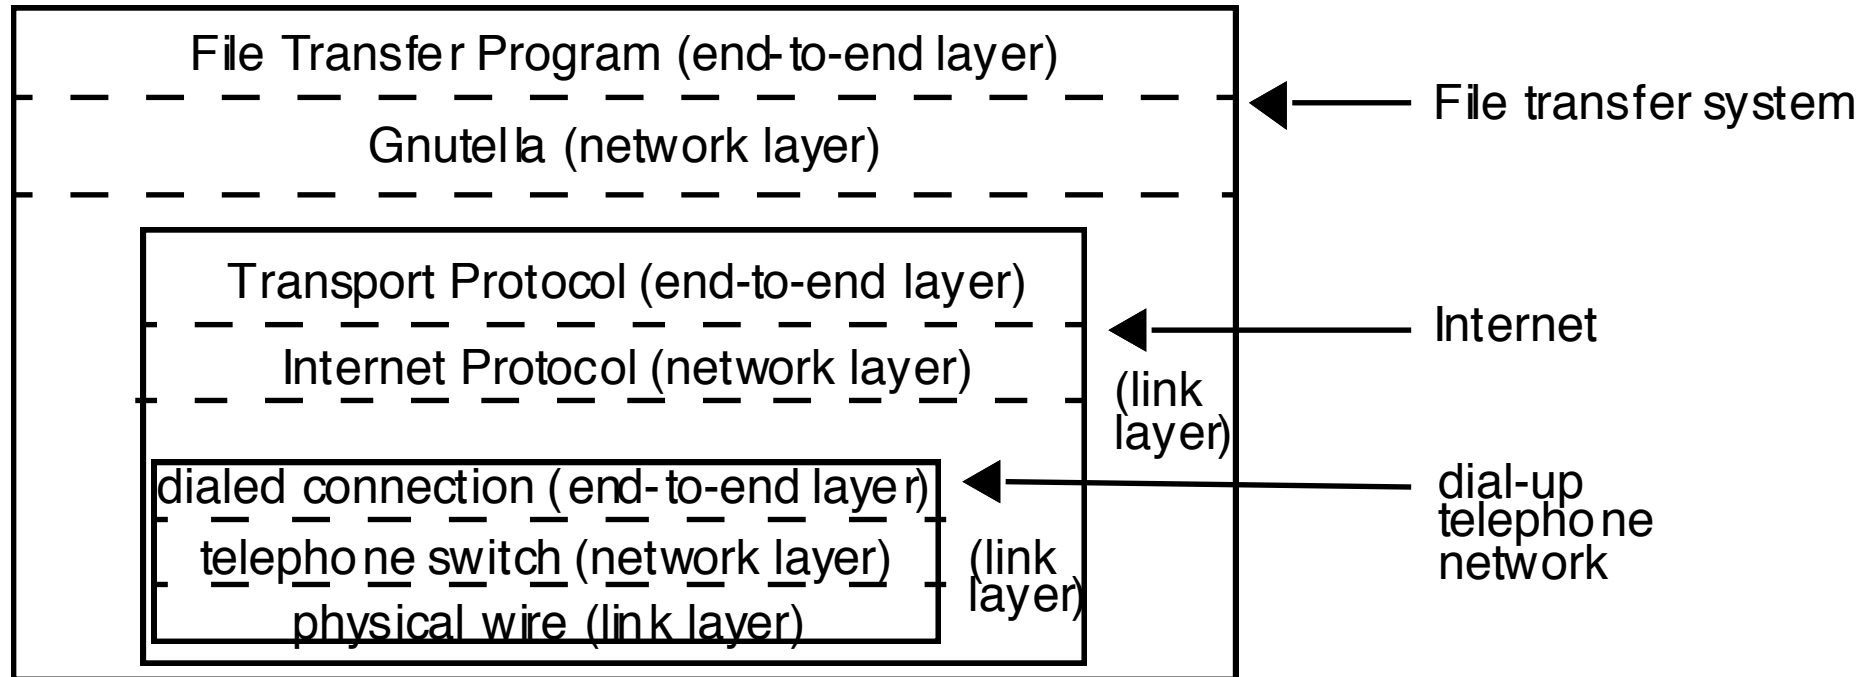 File Transfer Program (end-to-end layer)
File transfer system
Gnutella (network layer)
Transport Protocol (end-to-end layer)
Internet
Internet Protocol (network layer)
(link
layer)
dialed connection (end-to-end layer)
dial-up
telephone
network
telephone switch (network layer)
(link
layer)
physical wire (link layer)